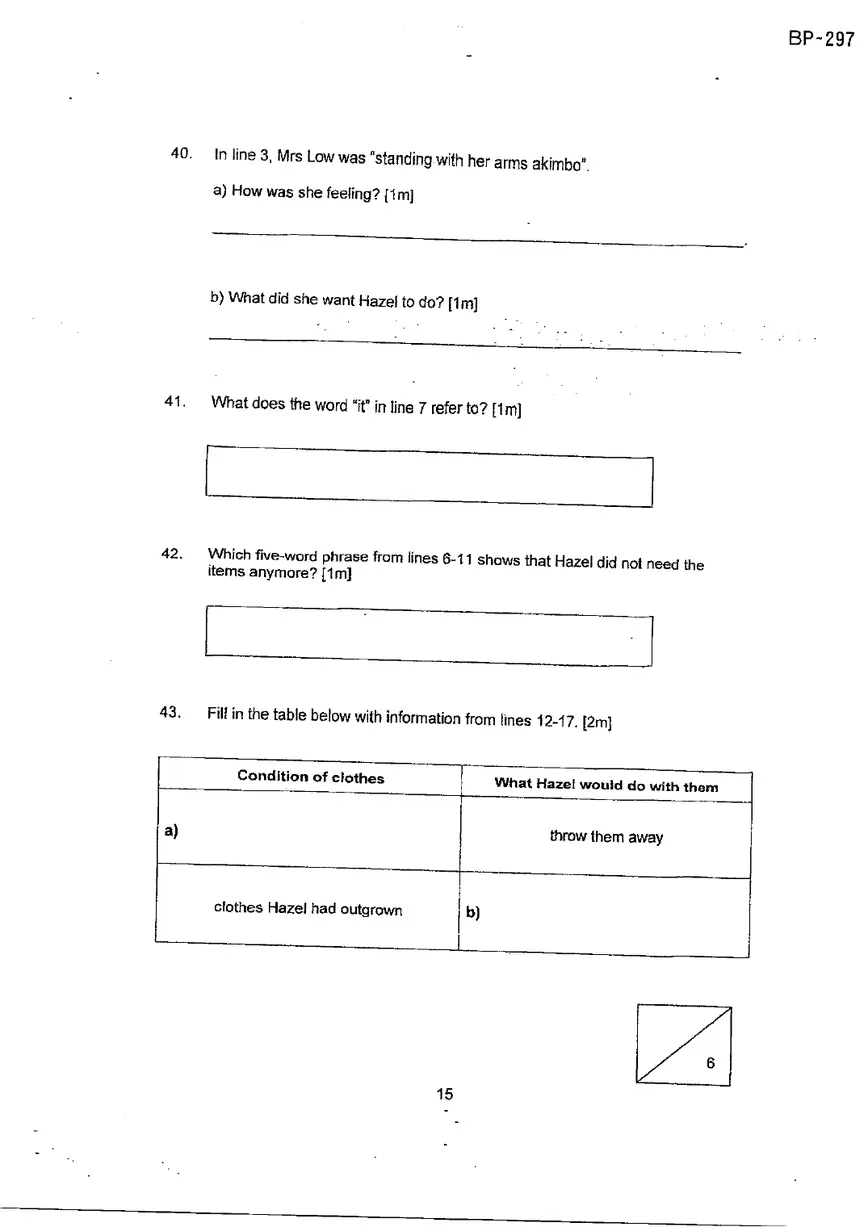 BP-297
40. In line 3, Mrs Low was "standing with her arms akimbo".
a) How was she feeling? [1m]
b) What did she want Hazel to do? [1m]
41. What does the word "it" in line 7 refer to? [1m]
42. Which five-word phrase from lines 6-11 shows that Hazel did not need the
items anymore? [1m]
43. Fill in the table below with information from lines 12-17. [2m]
Condition of clothes
What Hazel would do with them
a)
throw them away
clothes Hazel had outgrown
b)
6
15